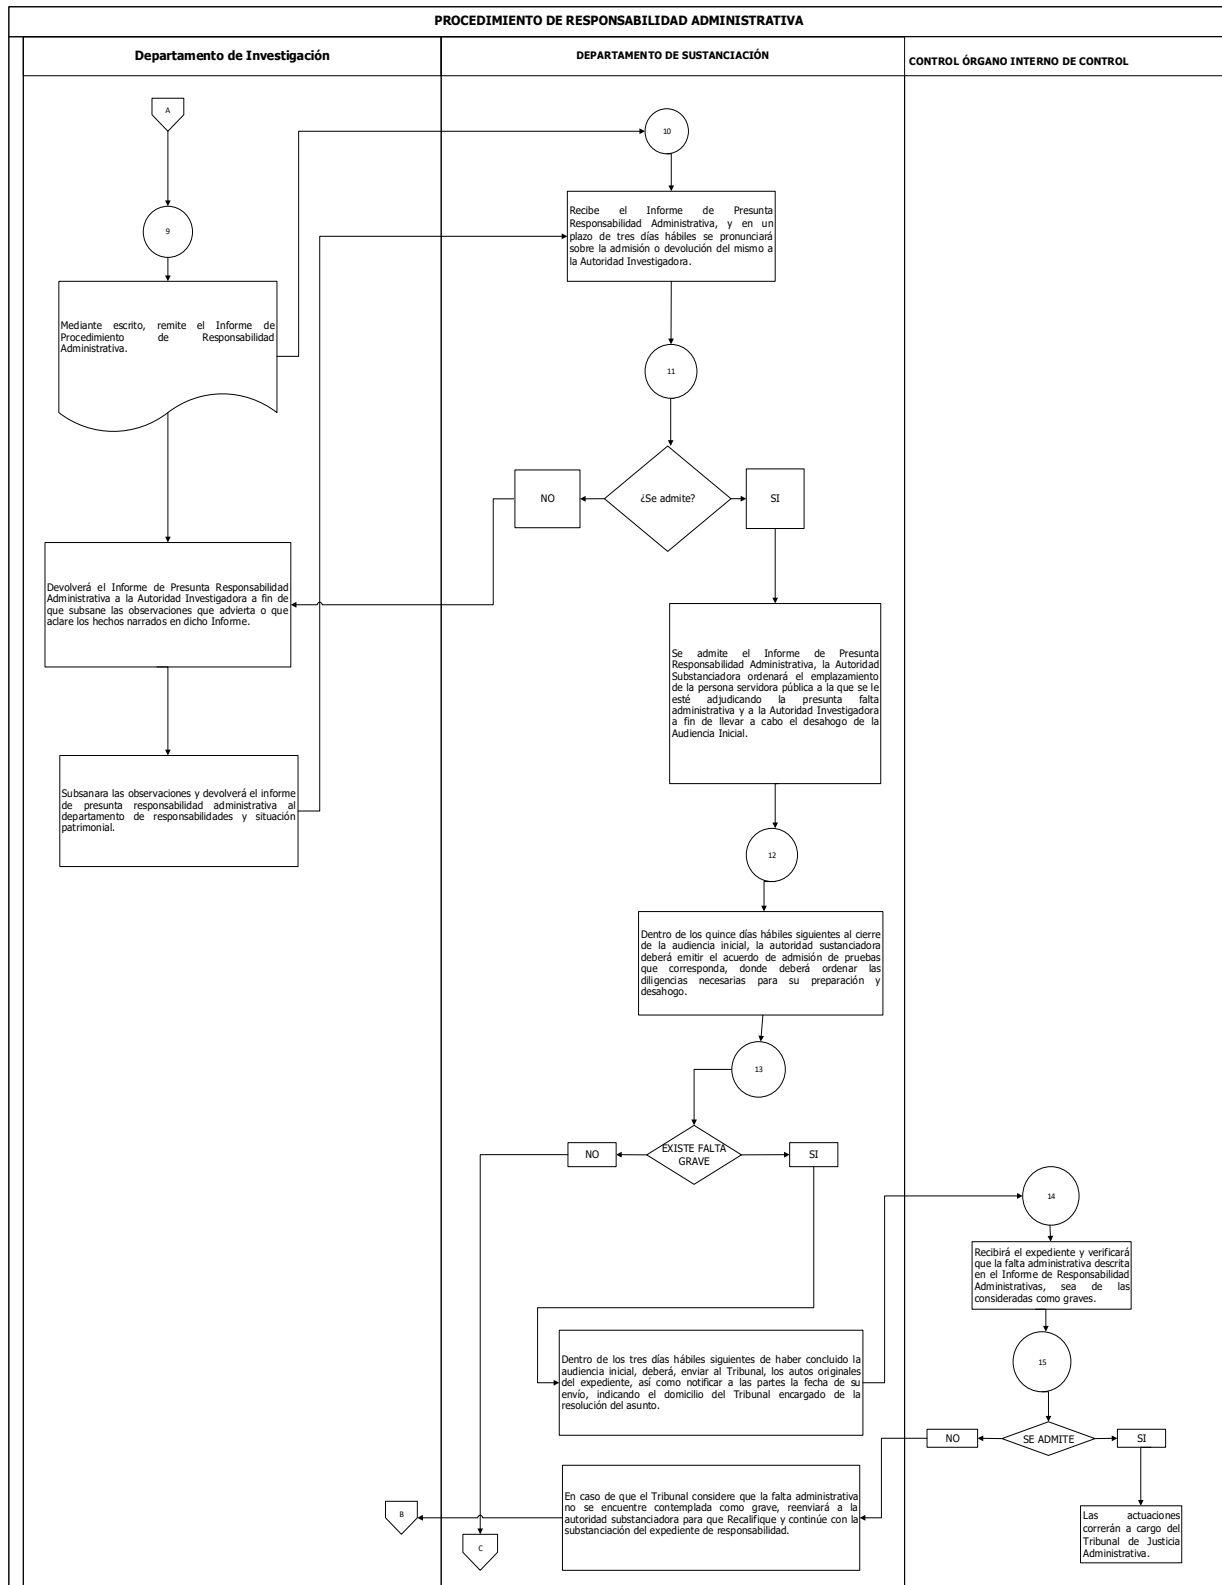 PROCEDIMIENTO DE RESPONSABILIDAD ADMINISTRATIVA
Departamento de Investigación
DEPARTAMENTO DE SUSTANCIACIÓN
CONTROL ÓRGANO INTERNO DE CONTROL
A
9
Mediante escrito, remite el Informe de
Procedimiento de Responsabilidad
Administrativa.
Devolverá el Informe de Presunta Responsabilidad
Administrativa a la Autoridad Investigadora a fin de
que subsane las observaciones que advierta o que
aclare los hechos narrados en dicho Informe.
Subsanara las observaciones y devolverá el informe
de presunta responsabilidad administrativa al
departamento de responsabilidades y situación
patrimonial.
10
Recibe el Informe de Presunta
Responsabilidad Administrativa, y en un
plazo de tres días hábiles se pronunciará
sobre la admisión o devolución del mismo a
la Autoridad Investigadora.
11
¿Se admite?
NO
SI
Se admite el Informe de Presunta
Responsabilidad Administrativa, la Autoridad
Substanciadora ordenará el emplazamiento
de la persona servidora pública a la que se le
esté adjudicando la presunta falta
administrativa y a la Autoridad Investigadora
a fin de llevar a cabo el desahogo de la
Audiencia Inicial.
12
Dentro de los quince días hábiles siguientes al cierre
de la audiencia inicial, la autoridad sustanciadora
deberá emitir el acuerdo de admisión de pruebas
que corresponda, donde deberá ordenar las
diligencias necesarias para su preparación y
desahogo.
13
EXISTE FALTA
GRAVE
NO
SI
Dentro de los tres días hábiles siguientes de haber concluido la
audiencia inicial, deberá, enviar al Tribunal, los autos originales
del expediente, así como notificar a las partes la fecha de su
envío, indicando el domicilio del Tribunal encargado de la
resolución del asunto.
14
Recibirá el expediente y verificará
que la falta administrativa descrita
en el Informe de Responsabilidad
Administrativas, sea de las
consideradas como graves.
15
SE ADMITE
NO
SI
En caso de que el Tribunal considere que la falta administrativa
no se encuentre contemplada como grave, reenviará a la
autoridad substanciadora para que Recalifique y continúe con la
substanciación del expediente de responsabilidad.
B
C
Las actuaciones
correrán a cargo del
Tribunal de Justicia
Administrativa.